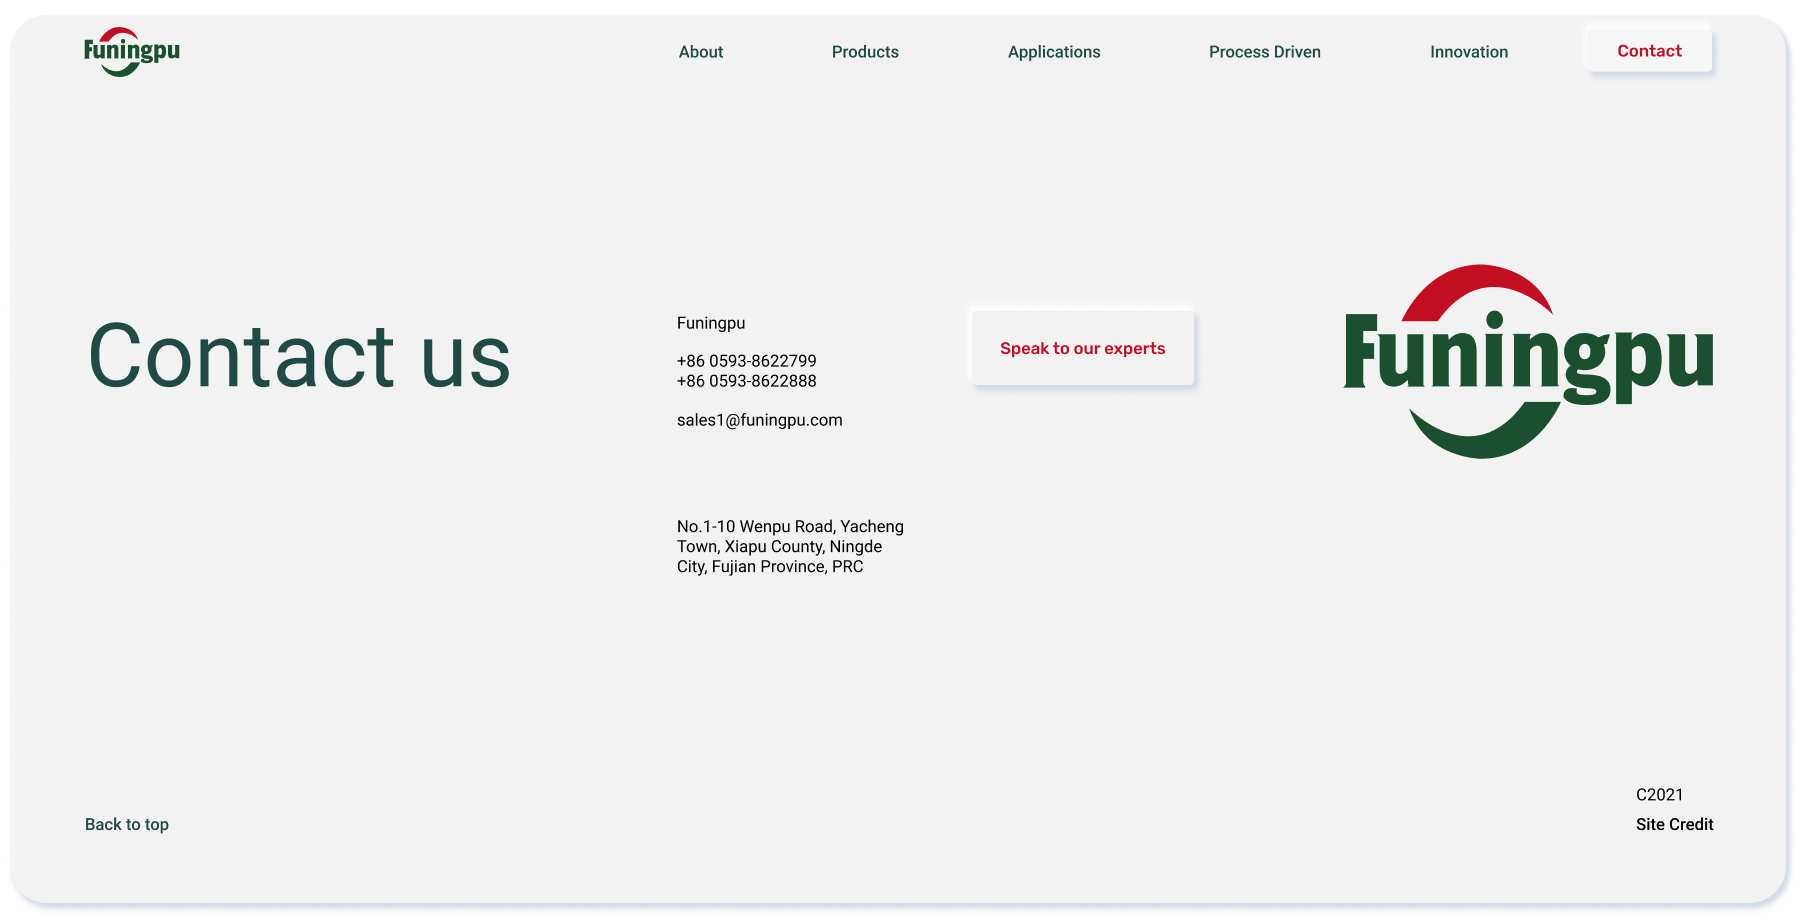 Funingpu
About
Products
Applications
Process Driven
Innovation
Contact
Contact us
Funingpu
+86 0593-8622799
+86 0593-8622888
sales1@funingpu.com
No.1-10 Wenpu Road, Yacheng
Town, Xiapu County, Ningde
City, Fujian Province, PRC
Speak to our experts
Funingpu
Back to top
C2021
Site Credit